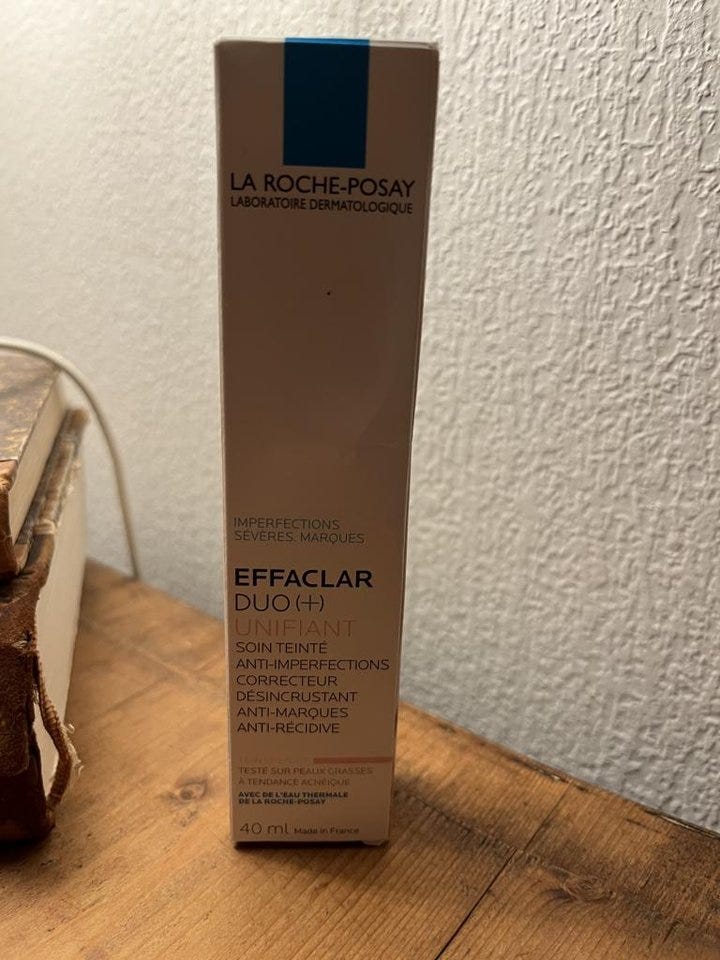 LA ROCHE-POSAY
LABORATOIRE DERMATOLOGIQUE
IMPERFECTIONS
SÉVÈRES. MARQUES
EFFACLAR
DUO (+)
UNIFIANT
SOIN TEINTÉ
ANTI-IMPERFECTIONS
CORRECTEUR
DÉSINCRUSTANT
ANTI-MARQUES
ANTI-RÉCIDIVE
TESTÉ SUR PEAUX GRASSES
À TENDANCE ACNÉIQUE
AVEC DE L'EAU THERMALE
DE LA ROCHE-POSAY
40 ml Made in France